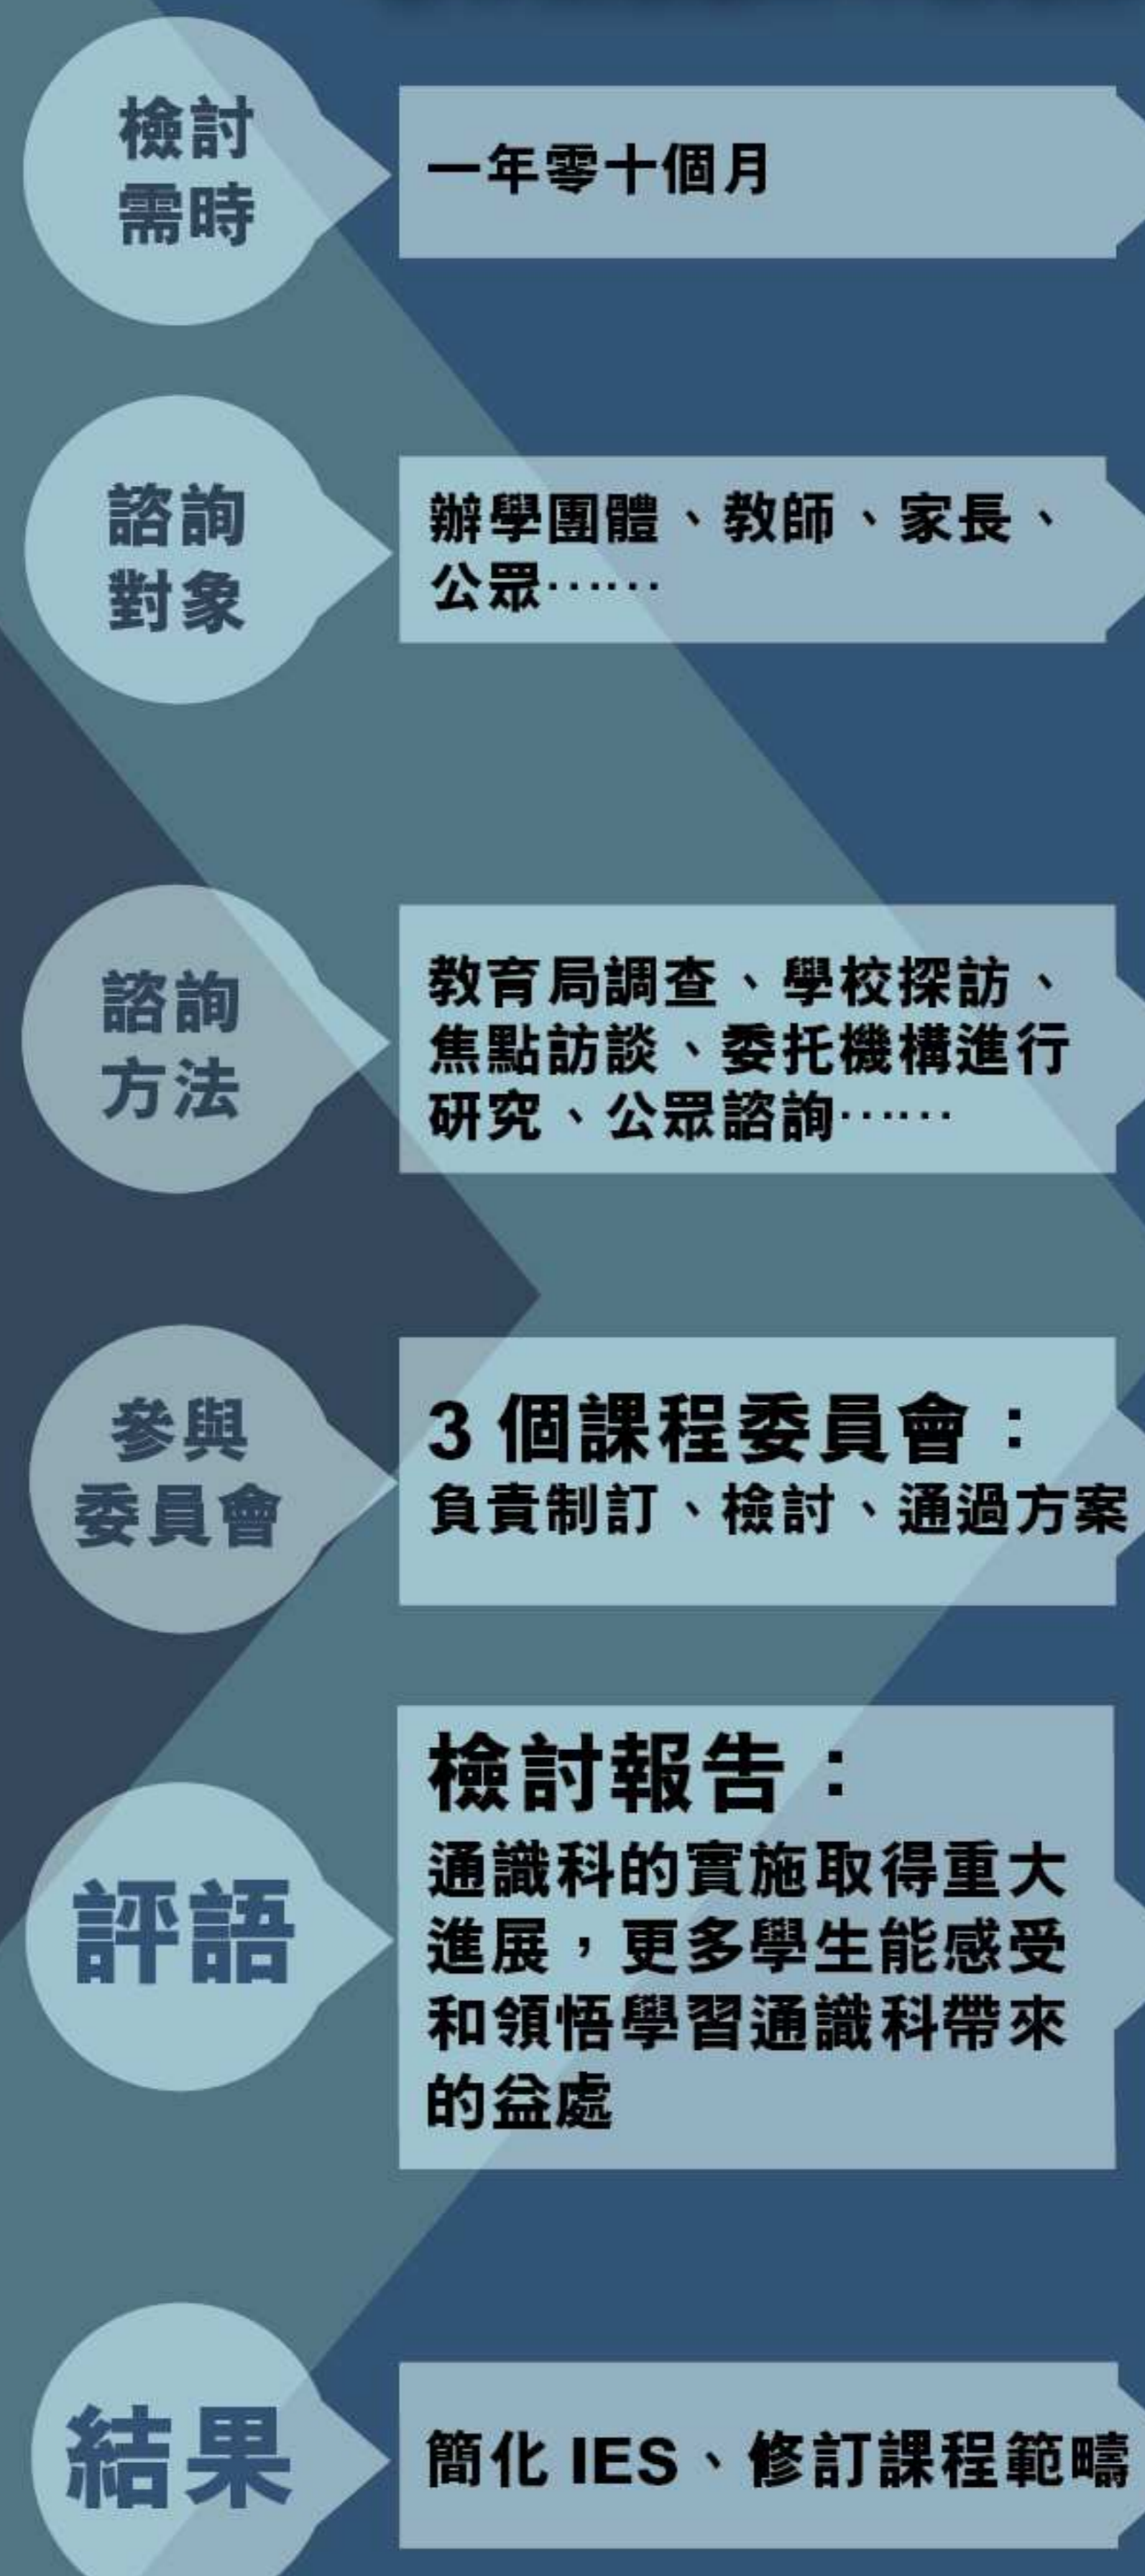 檢討
需時
一年零十個月
諮詢
對象
辦學團體、教師、家長、
公眾……
諮詢
方法
教育局調查、學校探訪、
焦點訪談、委托機構進行
研究、公眾諮詢……
參與
委員會
3 個課程委員會：
負責制訂、檢討、通過方案
評語
檢討報告：
通識科的實施取得重大
進展，更多學生能感受
和領悟學習通識科帶來
的益處
結果
簡化 IES、修訂課程範疇